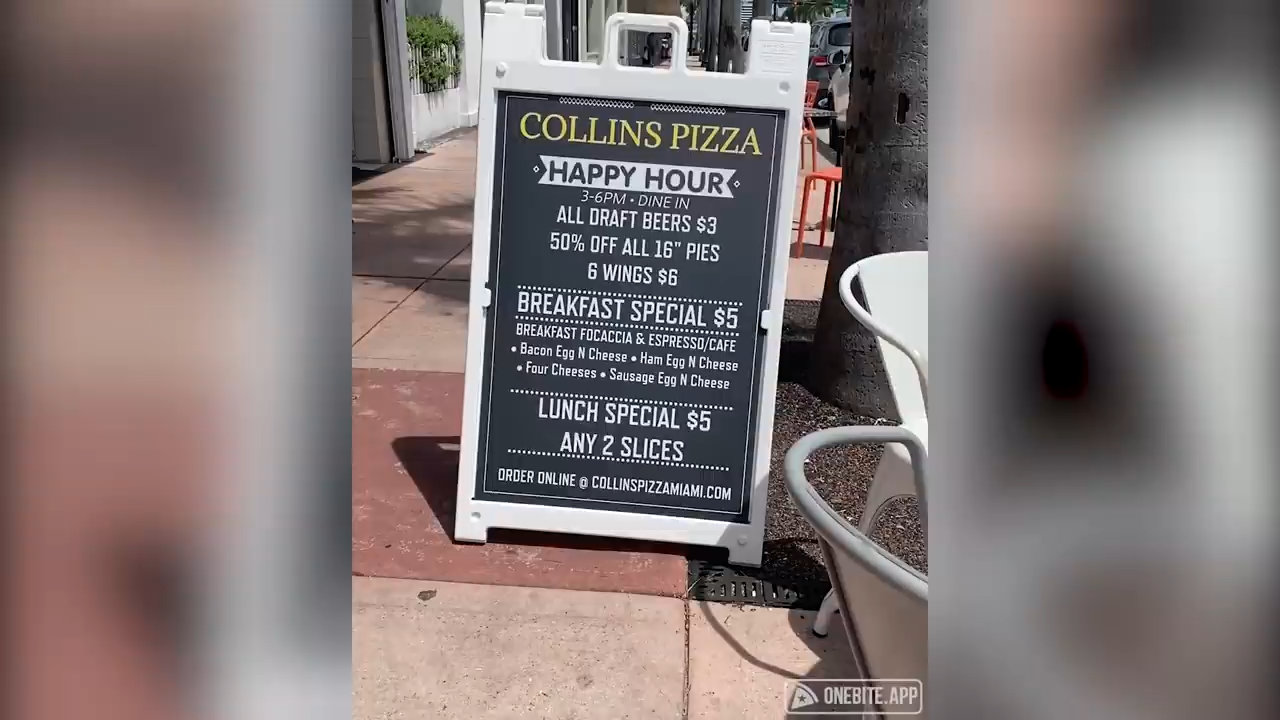 COLLINS PIZZA
HAPPY HOUR
3-6PM • DINE IN
ALL DRAFT BEERS $3
50% OFF ALL 16" PIES
6 WINGS $6
BREAKFAST SPECIAL $5
BREAKFAST FOCACCIA & ESPRESSO/CAFE
• Bacon Egg N Cheese • Ham Egg N Cheese
• Four Cheeses • Sausage Egg N Cheese
LUNCH SPECIAL $5
ANY 2 SLICES
ORDER ONLINE @ COLLINSPIZZAMIAMI.COM
ONEBITE.APP